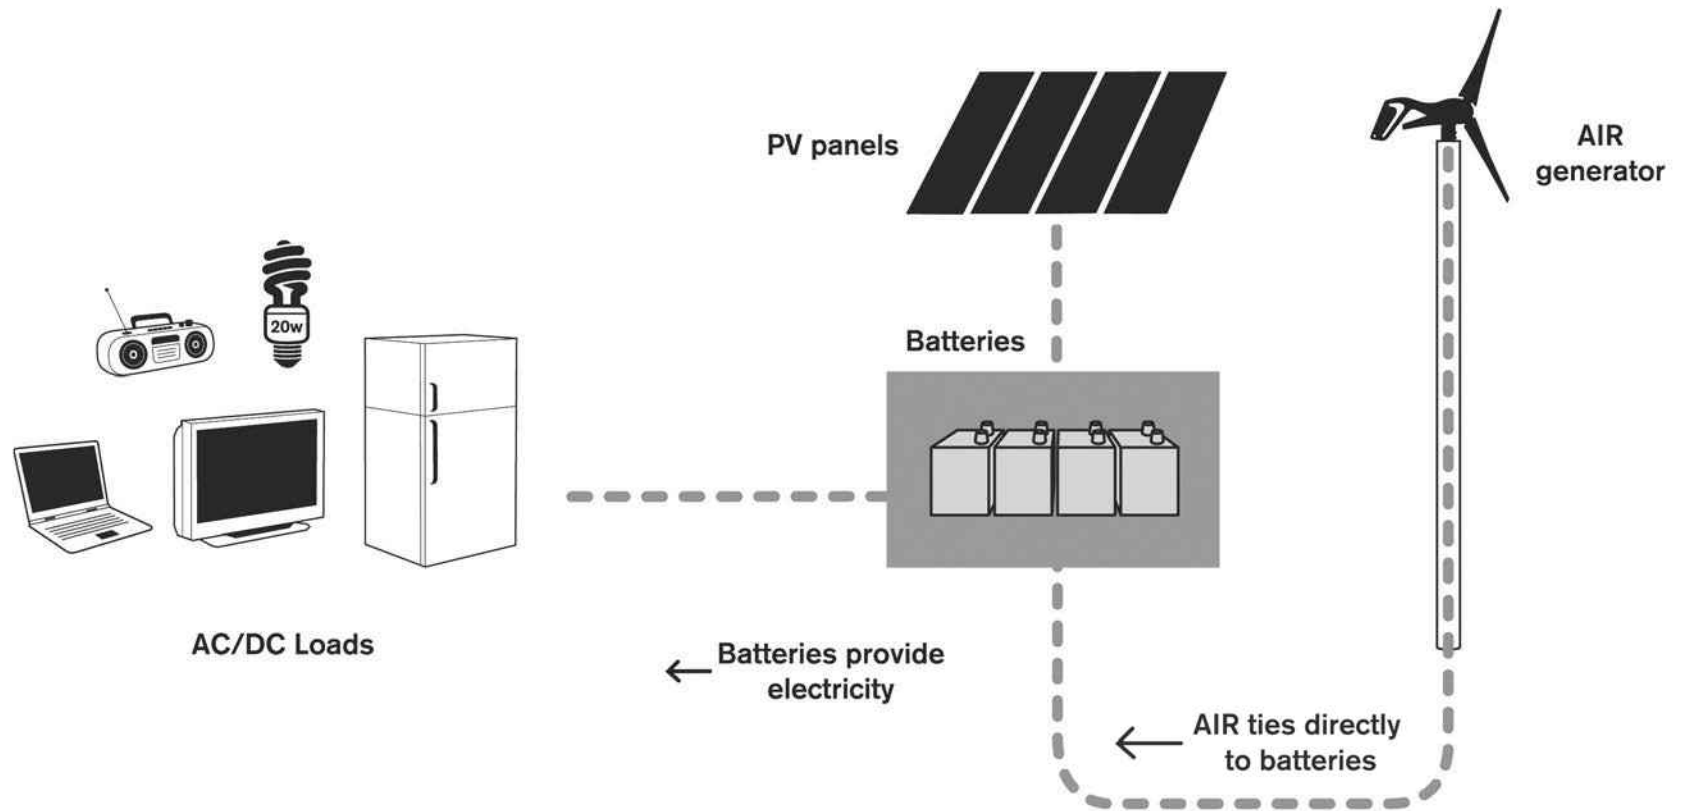 PV panels
AIR
generator
20w
Batteries
AC/DC Loads
Batteries provide
electricity
AIR ties directly
to batteries